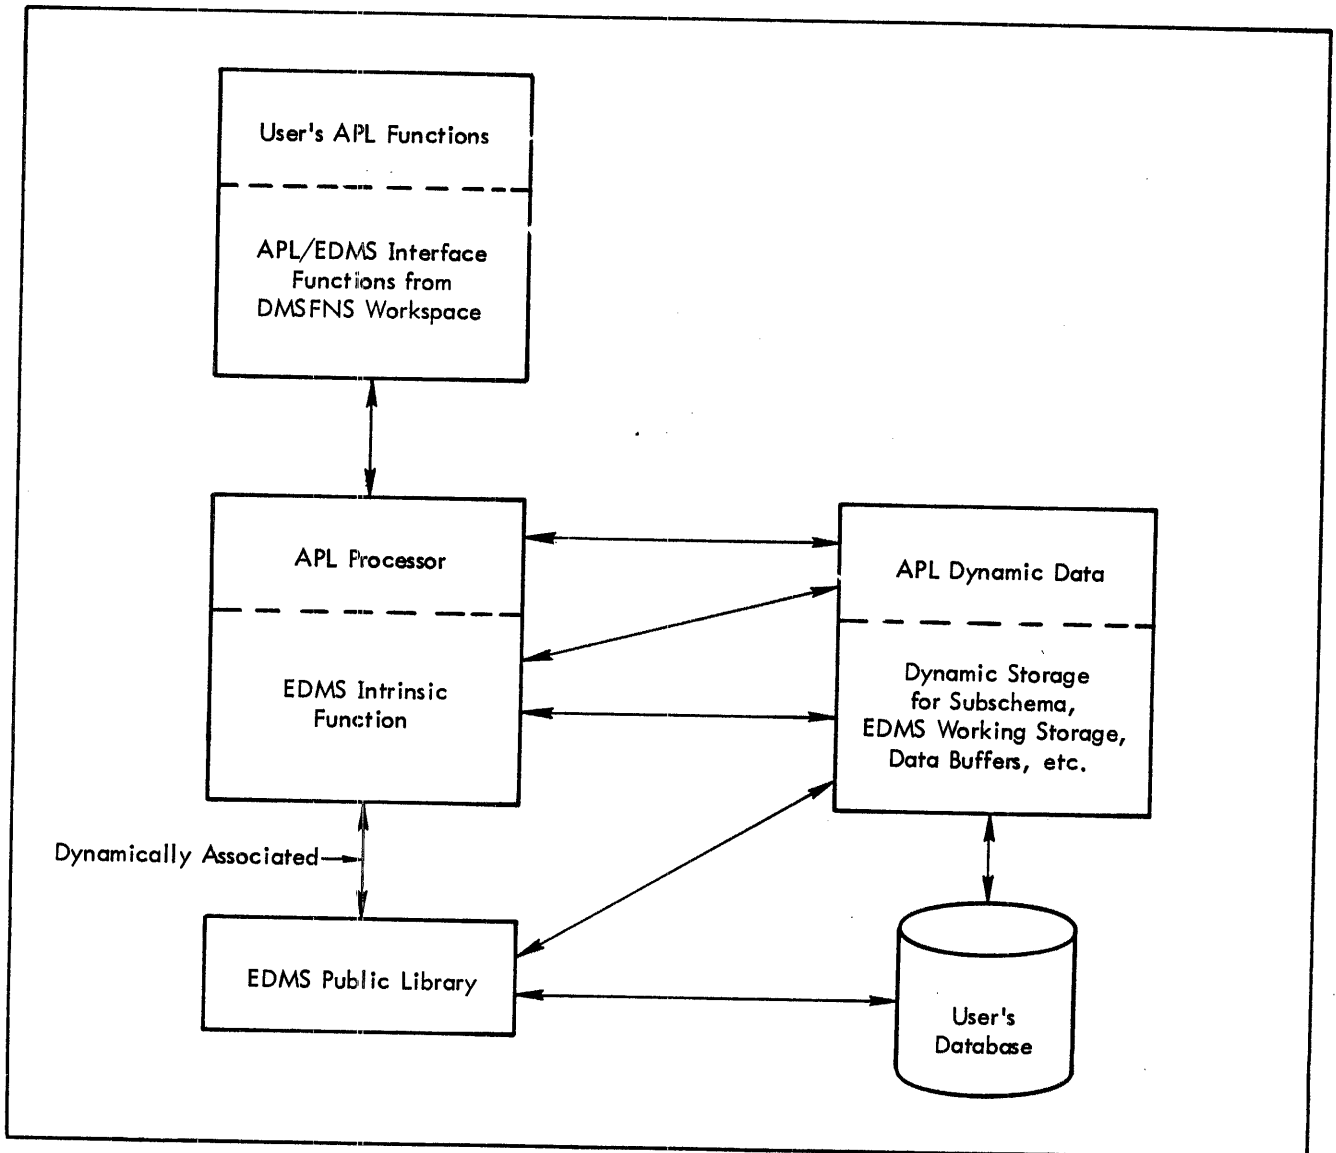 User's APL Functions
APL/EDMS Interface
Functions from
DMSFNS Workspace
APL Processor
EDMS Intrinsic
Function
APL Dynamic Data
Dynamic Storage
for Subschema,
EDMS Working Storage,
Data Buffers, etc.
Dynamically Associated
EDMS Public Library
User's
Database